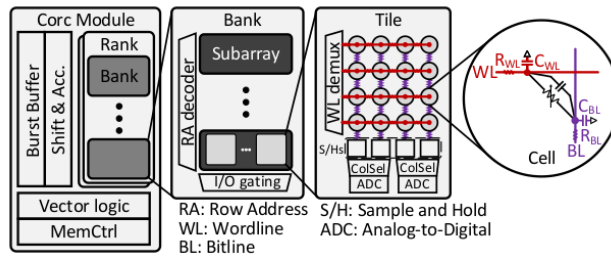 Corc Module
Burst Buffer
Shift & Acc.
Rank
Bank
Vector logic
MemCtrl
Bank
RA decoder
Subarray
I/O gating
Tile
WL demux
S/Hs
ColSel
ADC
ColSel
ADC
WL
R_WL
C_WL
C_BL
R_BL
BL
Cell
RA: Row Address
WL: Wordline
BL: Bitline
S/H: Sample and Hold
ADC: Analog-to-Digital